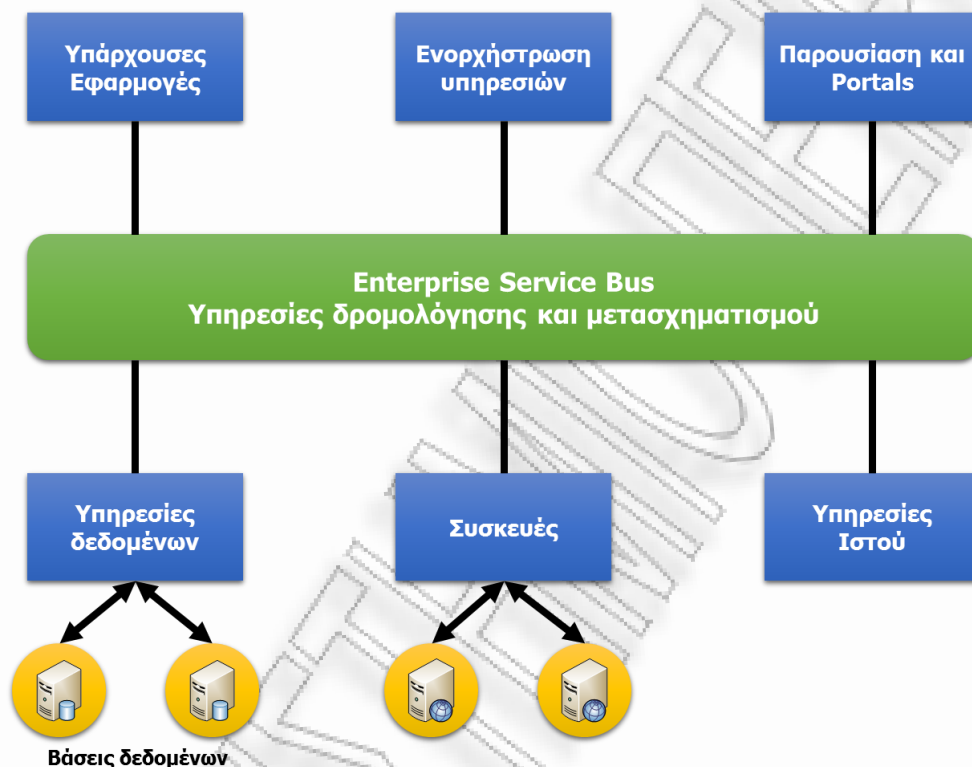 Υπάρχουσες
Εφαρμογές
Ενορχήστρωση
υπηρεσιών
Παρουσίαση και
Portals
Enterprise Service Bus
Υπηρεσίες δρομολόγησης και μετασχηματισμού
Υπηρεσίες
δεδομένων
Συσκευές
Υπηρεσίες
Ιστού
Βάσεις δεδομένων